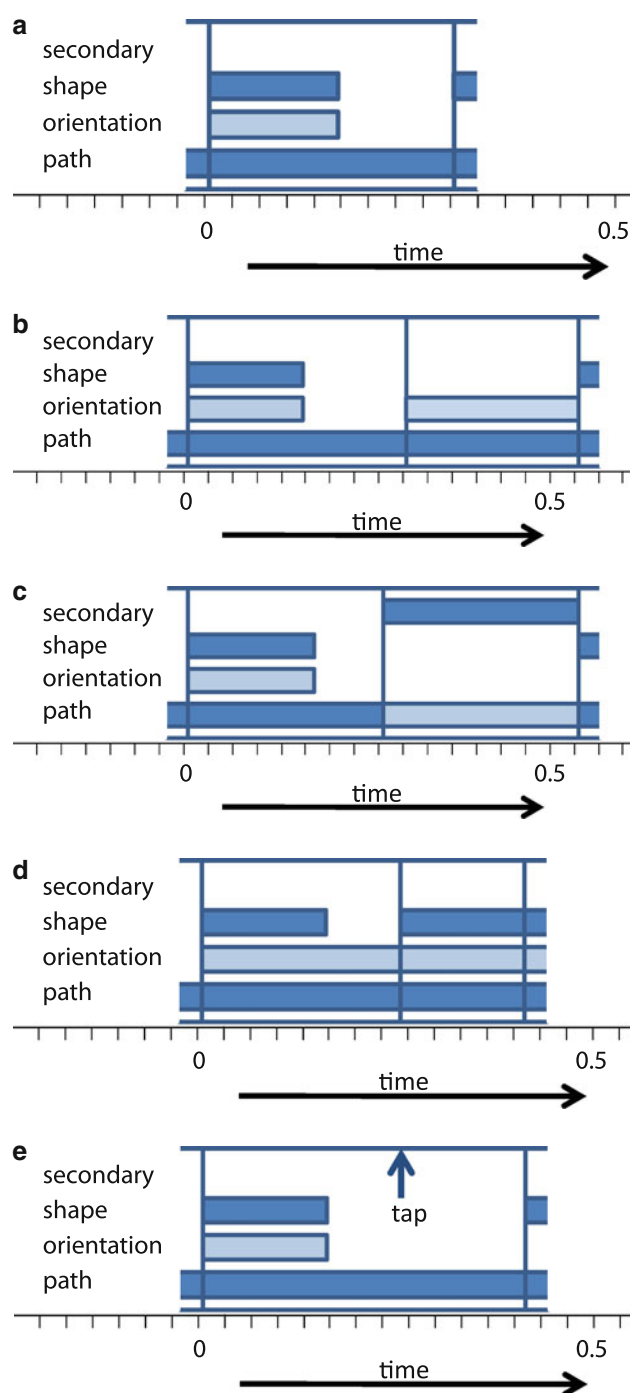 a
secondary
shape
orientation
path
0 0.5
time
b
secondary
shape
orientation
path
0 0.5
time
c
secondary
shape
orientation
path
0 0.5
time
d
secondary
shape
orientation
path
0 0.5
time
e
secondary
shape
tap
orientation
path
0 0.5
time